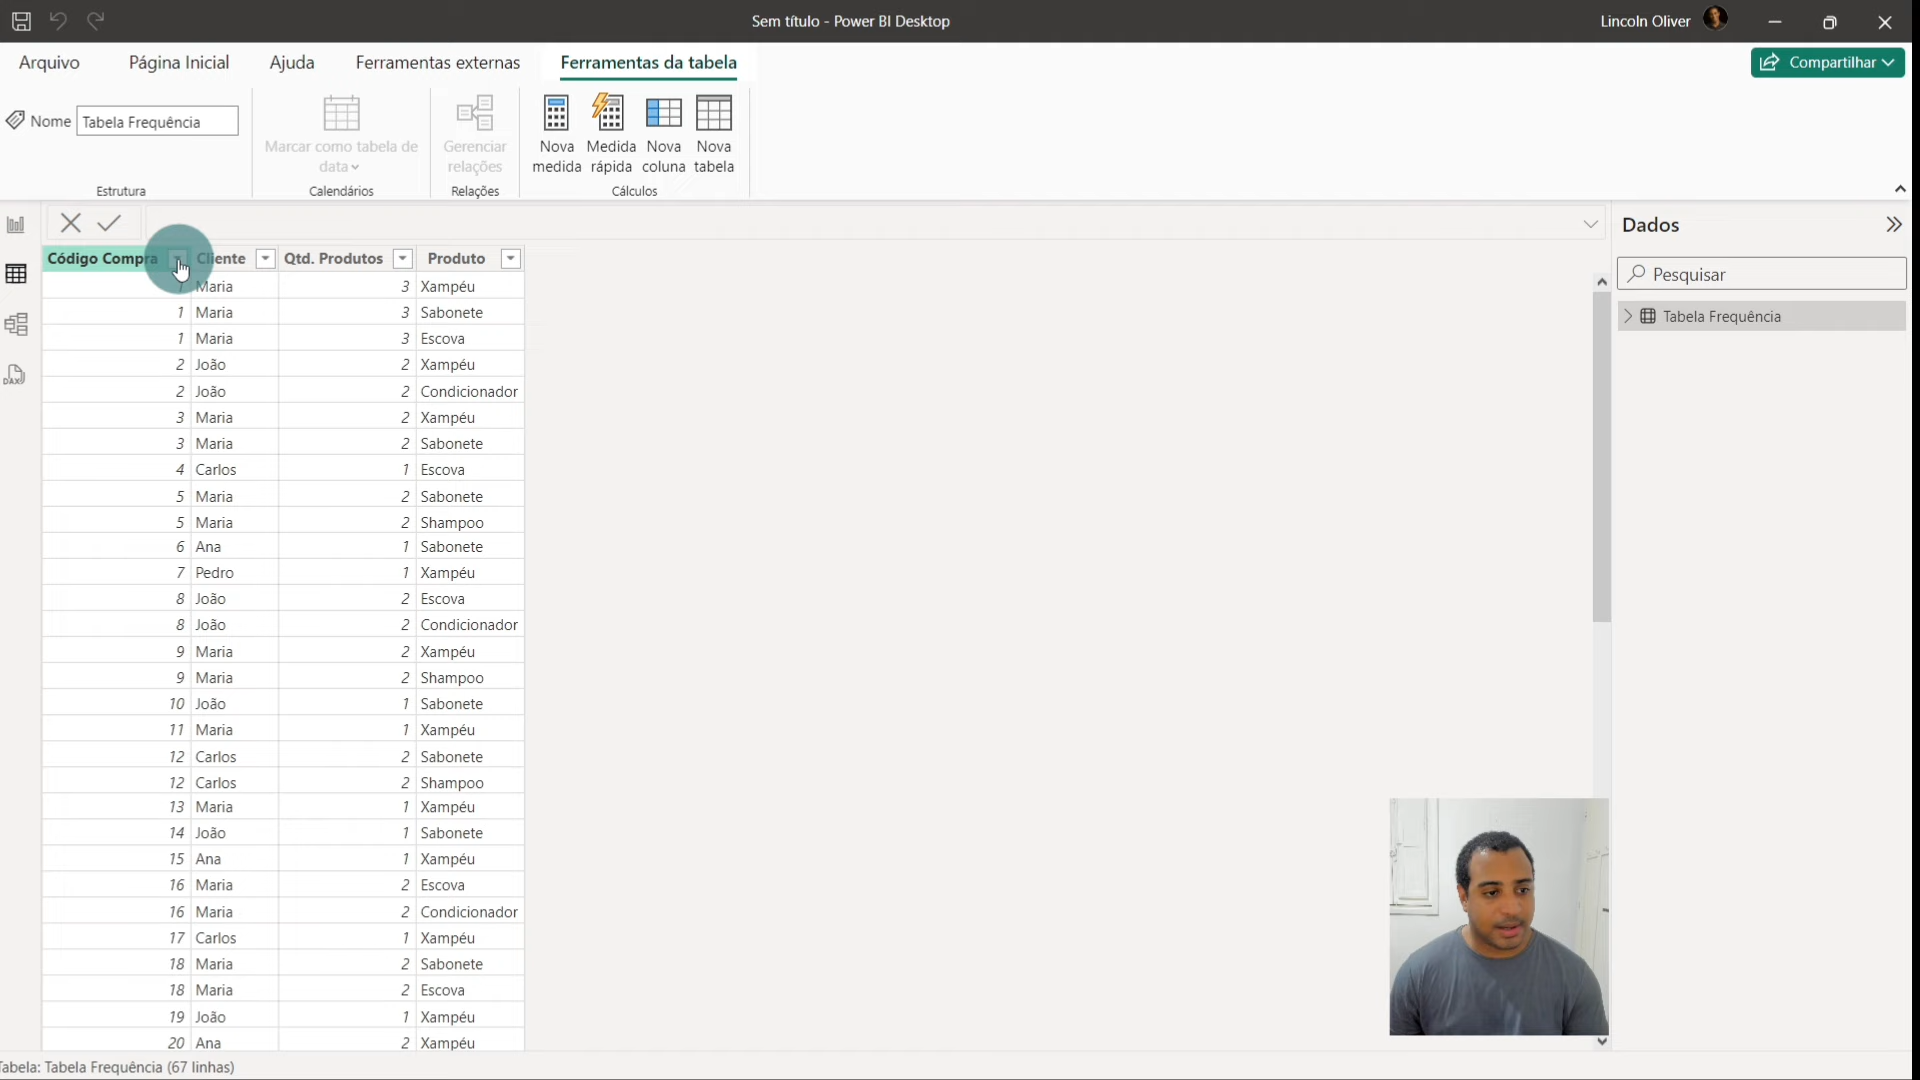 Sem título - Power BI Desktop
Lincoln Oliver
Arquivo
Página Inicial
Ajuda
Ferramentas externas
Ferramentas da tabela
Compartilhar
Nome
Tabela Frequência
Marcar como tabela de
data
Gerenciar
relações
Nova
medida
Medida
rápida
Nova
coluna
Nova
tabela
Estrutura
Calendários
Relações
Cálculos
Dados
Pesquisar
Tabela Frequência
DAX
Código Compra Cliente Qtd. Produtos Produto
1 Maria 3 Xampéu
1 Maria 3 Sabonete
1 Maria 3 Escova
2 João 2 Xampéu
2 João 2 Condicionador
3 Maria 2 Xampéu
3 Maria 2 Sabonete
4 Carlos 1 Escova
5 Maria 2 Sabonete
5 Maria 2 Shampoo
6 Ana 1 Sabonete
7 Pedro 1 Xampéu
8 João 2 Escova
8 João 2 Condicionador
9 Maria 2 Xampéu
9 Maria 2 Shampoo
10 João 1 Sabonete
11 Maria 1 Xampéu
12 Carlos 2 Sabonete
12 Carlos 2 Shampoo
13 Maria 1 Xampéu
14 João 1 Sabonete
15 Ana 1 Xampéu
16 Maria 2 Escova
16 Maria 2 Condicionador
17 Carlos 1 Xampéu
18 Maria 2 Sabonete
18 Maria 2 Escova
19 João 1 Xampéu
20 Ana 2 Xampéu
abela: Tabela Frequência (67 linhas)